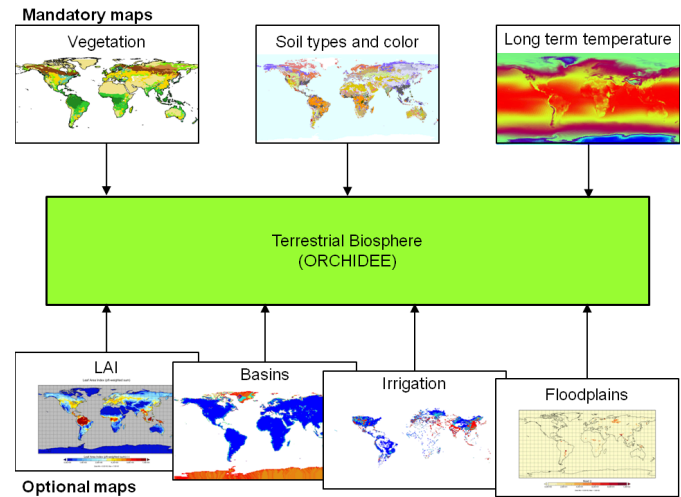 Mandatory maps
Vegetation
Soil types and color
Long term temperature
Terrestrial Biosphere
(ORCHIDEE)
LAI
Basins
Irrigation
Floodplains
Optional maps